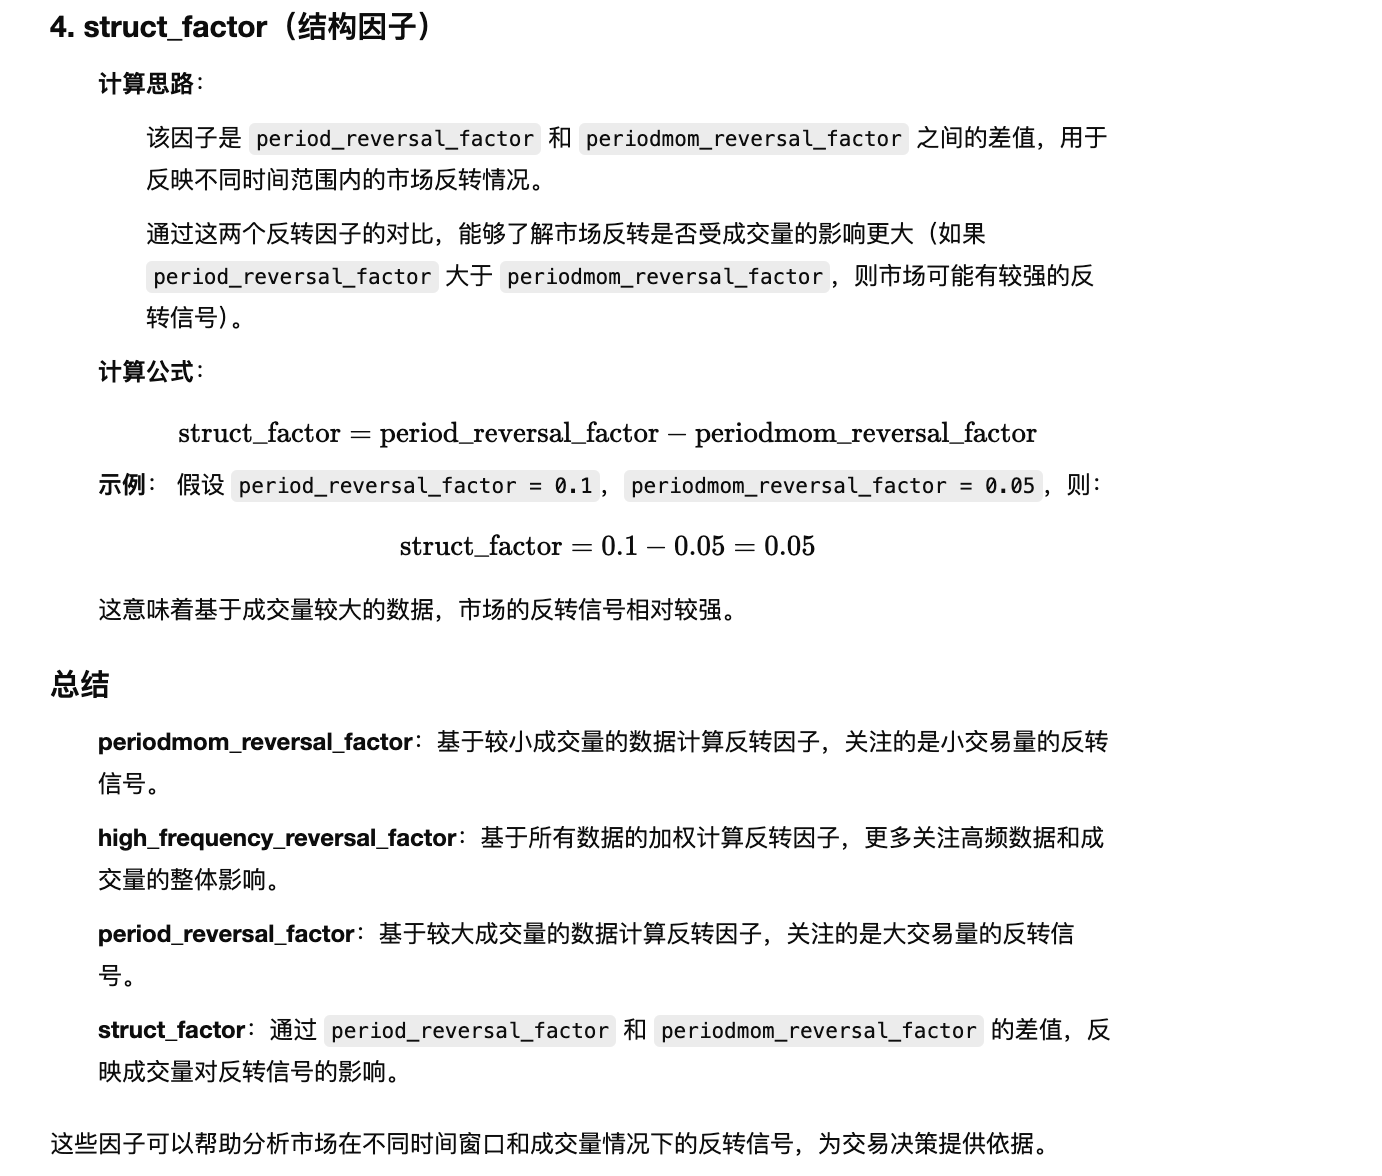 4. struct_factor（结构因子）
计算思路：
该因子是 period_reversal_factor 和 periodmom_reversal_factor 之间的差值，用于
反映不同时间范围内的市场反转情况。
通过这两个反转因子的对比，能够了解市场反转是否受成交量的影响更大（如果
period_reversal_factor 大于 periodmom_reversal_factor，则市场可能有较强的反
转信号）。
计算公式：
struct_factor = period_reversal_factor − periodmom_reversal_factor
示例： 假设 period_reversal_factor = 0.1， periodmom_reversal_factor = 0.05，则：
struct_factor = 0.1 − 0.05 = 0.05
这意味着基于成交量较大的数据，市场的反转信号相对较强。
总结
periodmom_reversal_factor：基于较小成交量的数据计算反转因子，关注的是小交易量的反转
信号。
high_frequency_reversal_factor：基于所有数据的加权计算反转因子，更多关注高频数据和成
交量的整体影响。
period_reversal_factor：基于较大成交量的数据计算反转因子，关注的是大交易量的反转信
号。
struct_factor：通过 period_reversal_factor 和 periodmom_reversal_factor 的差值，反
映成交量对反转信号的影响。
这些因子可以帮助分析市场在不同时间窗口和成交量情况下的反转信号，为交易决策提供依据。